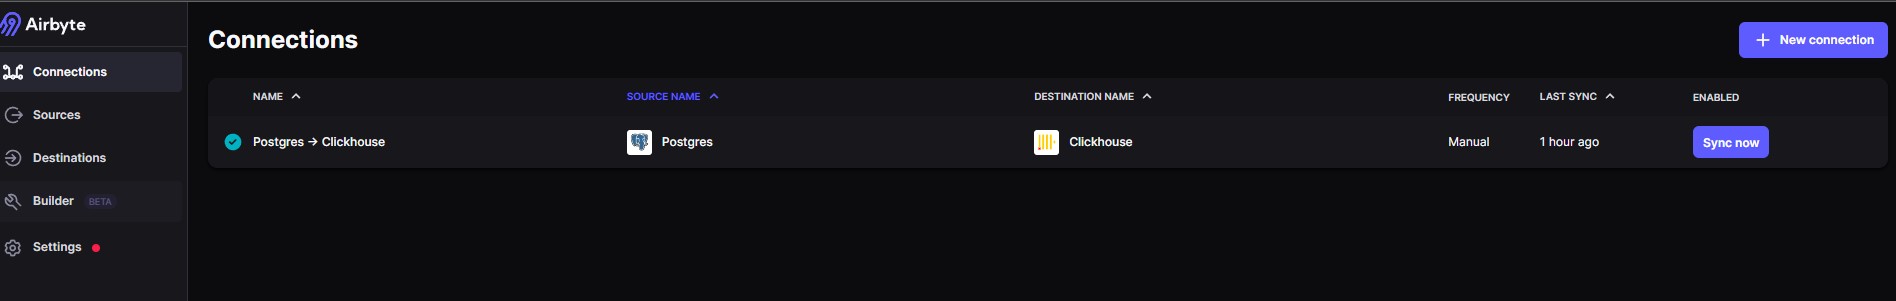 Airbyte
Connections
Sources
Destinations
Builder BETA
Settings
Connections
New connection
NAME SOURCE NAME DESTINATION NAME FREQUENCY LAST SYNC ENABLED
Postgres → Clickhouse Postgres Clickhouse Manual 1 hour ago Sync now